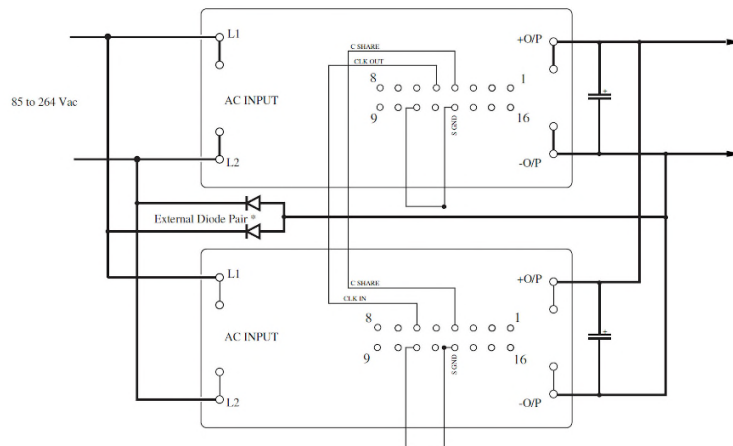 L1
+O/P
C SHARE
CLK OUT
8
1
85 to 264 Vac
AC INPUT
9
16
S GND
L2
-O/P
+
External Diode Pair *
L1
+O/P
C SHARE
CLK IN
8
1
AC INPUT
9
16
S GND
+
L2
-O/P